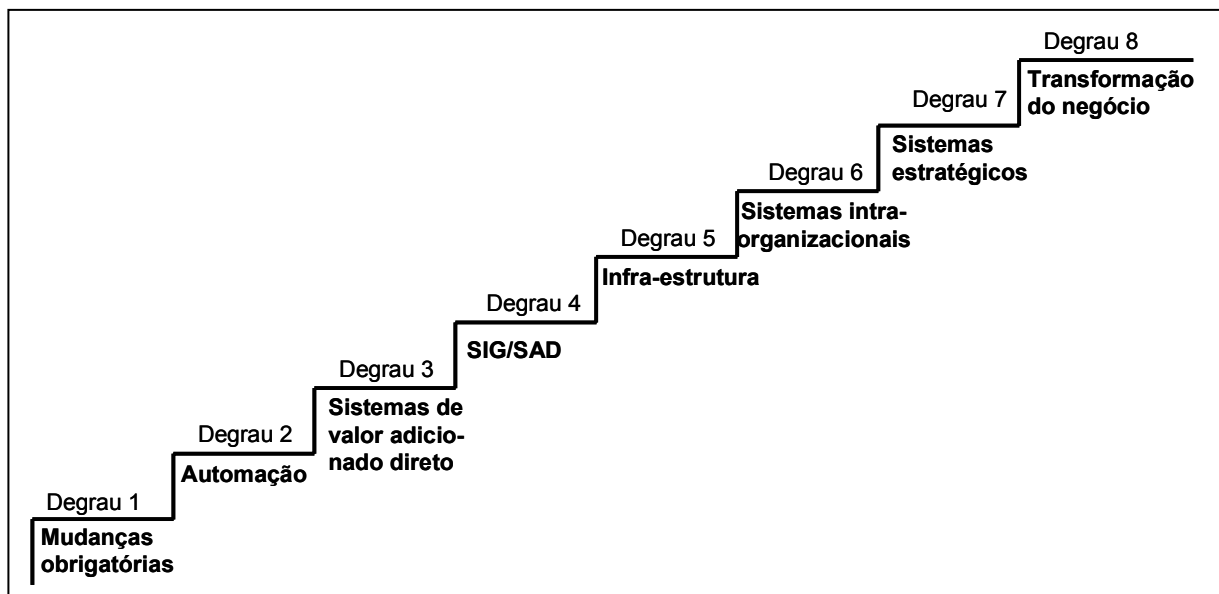 Degrau 8
Transformação
do negócio
Degrau 7
Sistemas
estratégicos
Degrau 6
Sistemas intra-
organizacionais
Degrau 5
Infra-estrutura
Degrau 4
SIG/SAD
Degrau 3
Sistemas de
valor adicio-
nado direto
Degrau 2
Automação
Degrau 1
Mudanças
obrigatórias